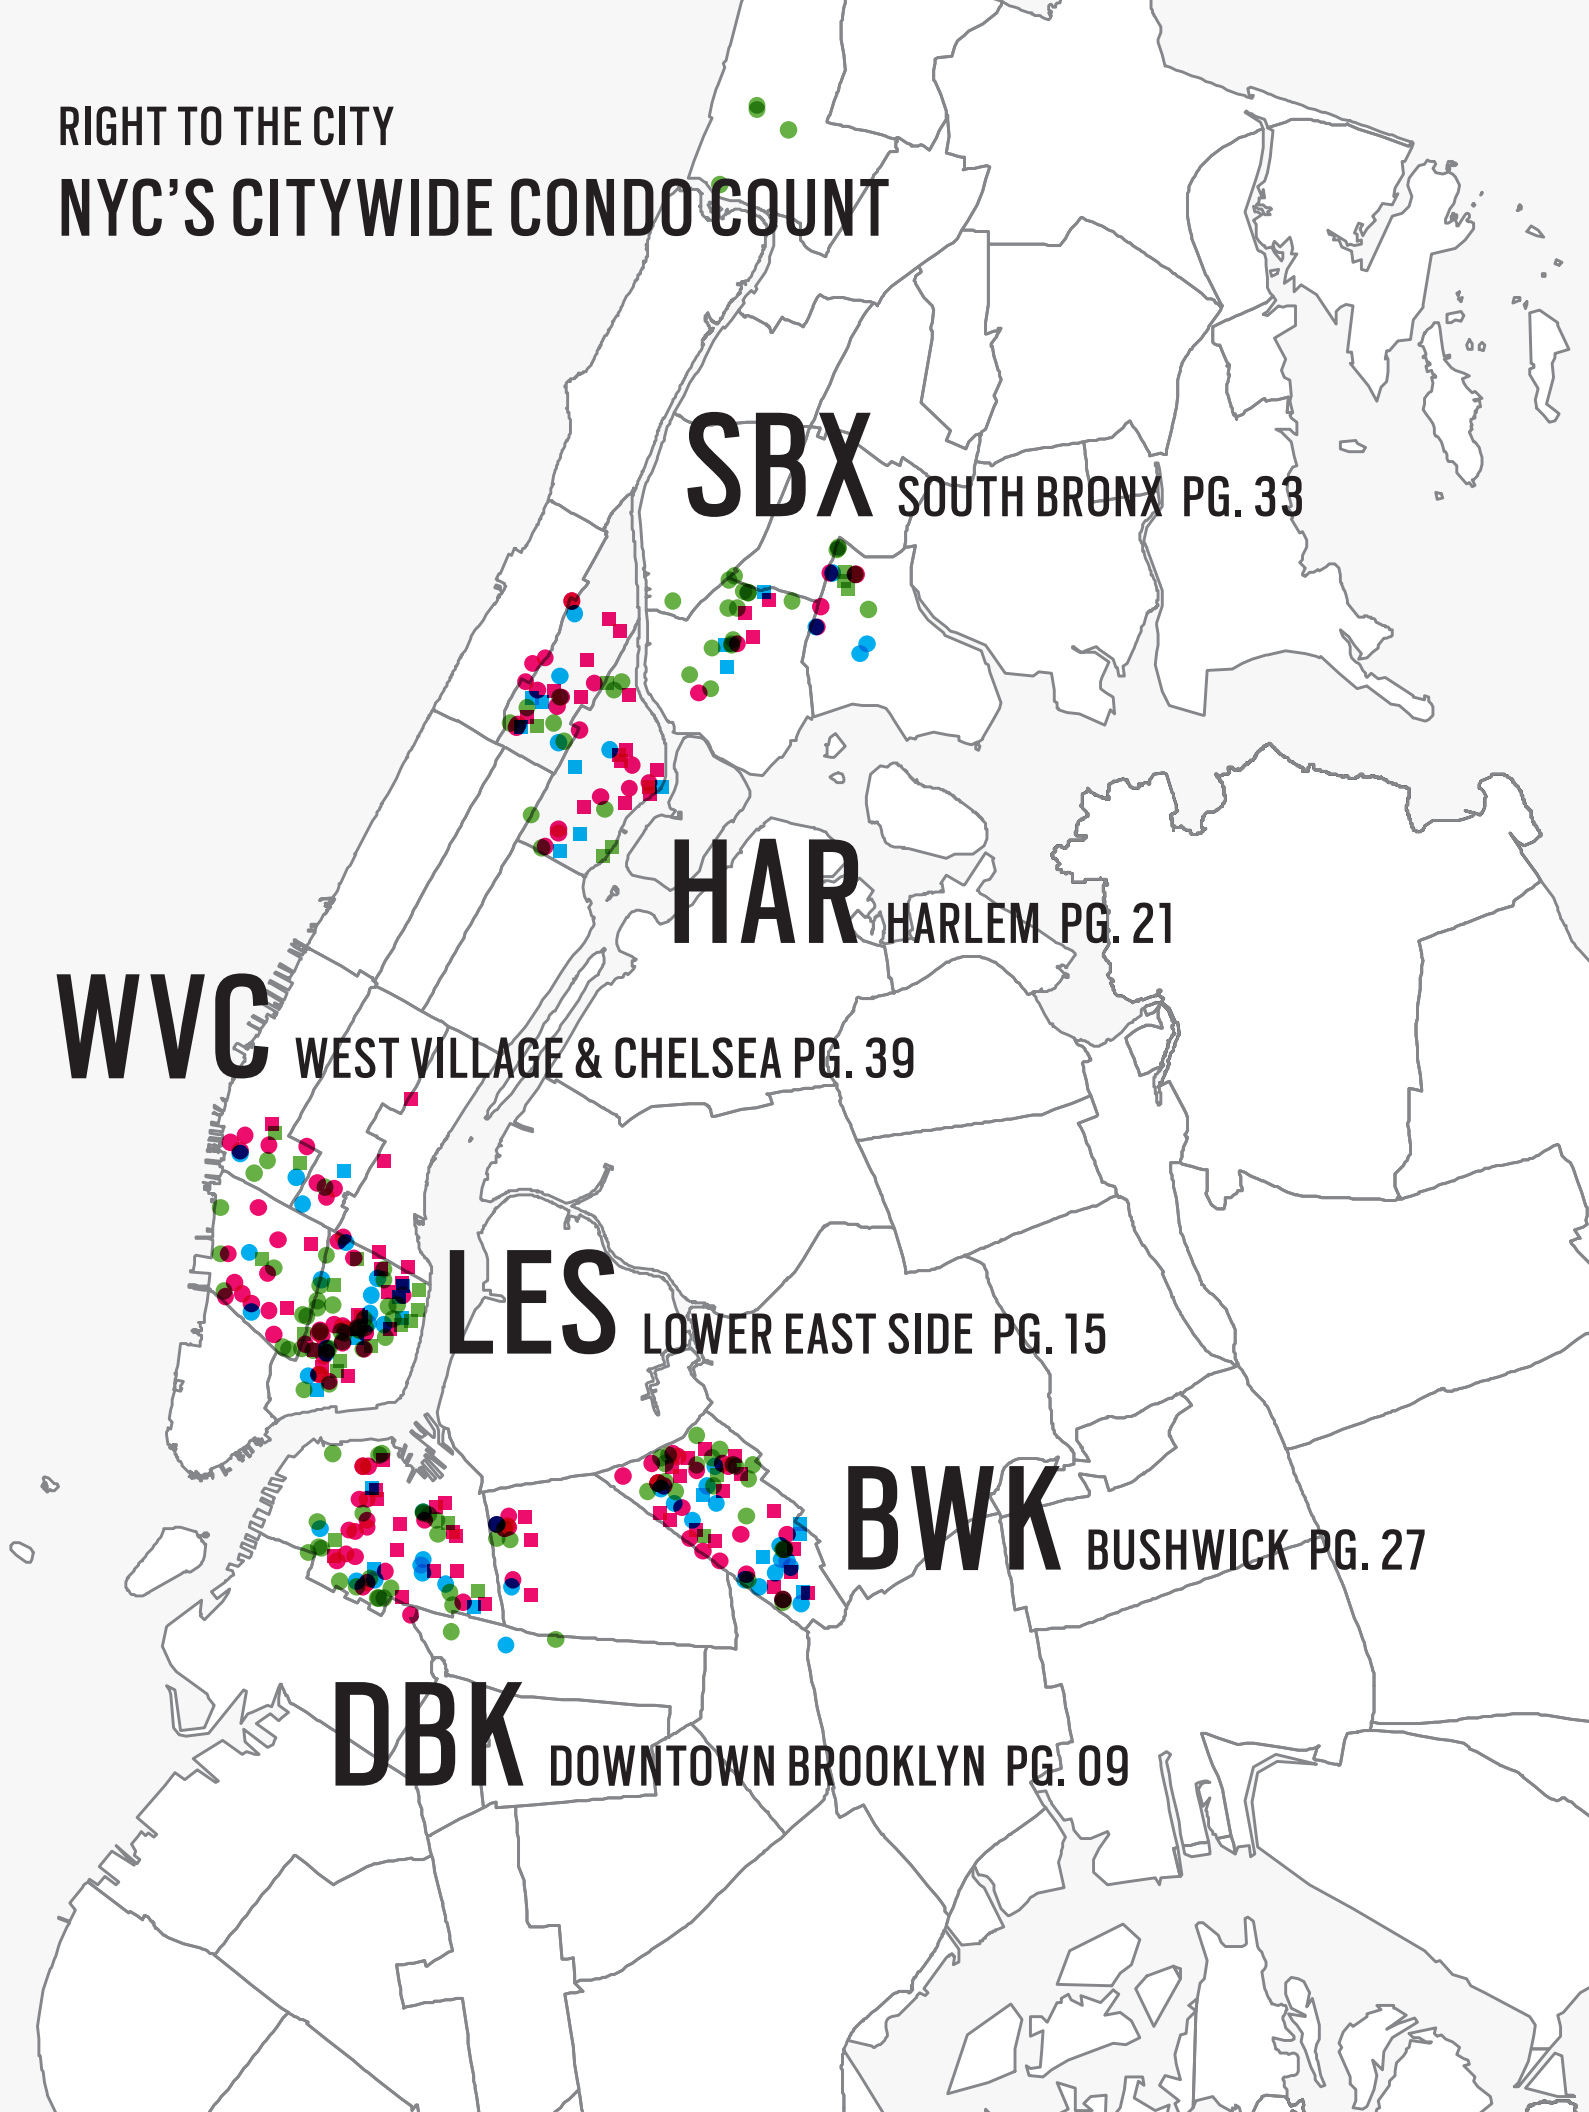 RIGHT TO THE CITY
NYC'S CITYWIDE CONDO COUNT
SBX SOUTH BRONX PG. 33
HAR HARLEM PG. 21
WVC WEST VILLAGE & CHELSEA PG. 39
LES LOWER EAST SIDE PG. 15
BWK BUSHWICK PG. 27
DBK DOWNTOWN BROOKLYN PG. 09